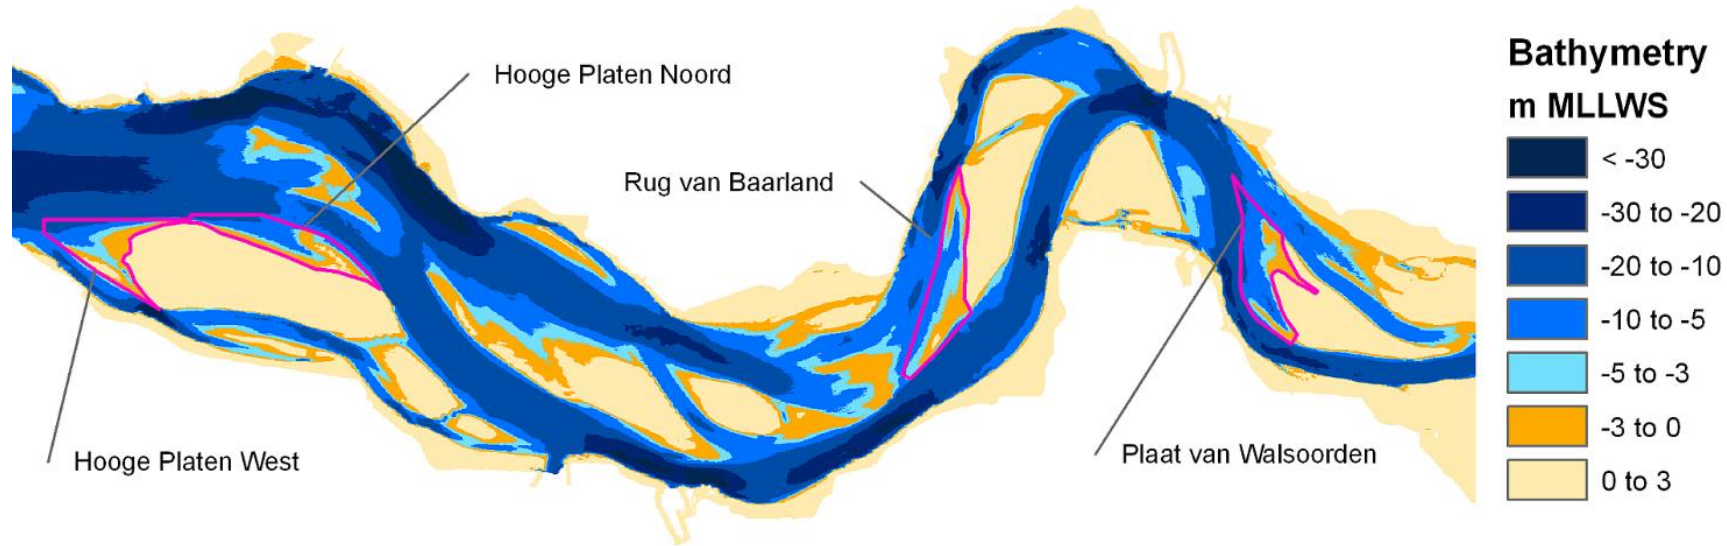 Hooge Platen Noord
Rug van Baarland
Hooge Platen West
Plaat van Walsoorden
Bathymetry
m MLLWS
< -30
-30 to -20
-20 to -10
-10 to -5
-5 to -3
-3 to 0
0 to 3